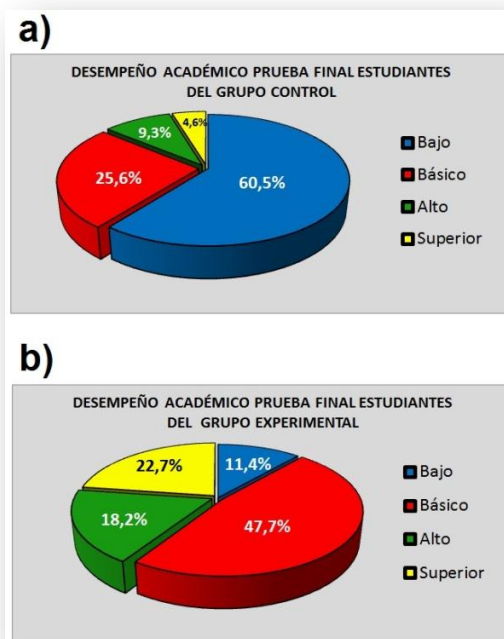 a)
DESEMPEÑO ACADÉMICO PRUEBA FINAL ESTUDIANTES
DEL GRUPO CONTROL
4,6%
9,3%
25,6%
60,5%
Bajo
Básico
Alto
Superior
b)
DESEMPEÑO ACADÉMICO PRUEBA FINAL ESTUDIANTES
DEL GRUPO EXPERIMENTAL
22,7%
11,4%
18,2%
47,7%
Bajo
Básico
Alto
Superior